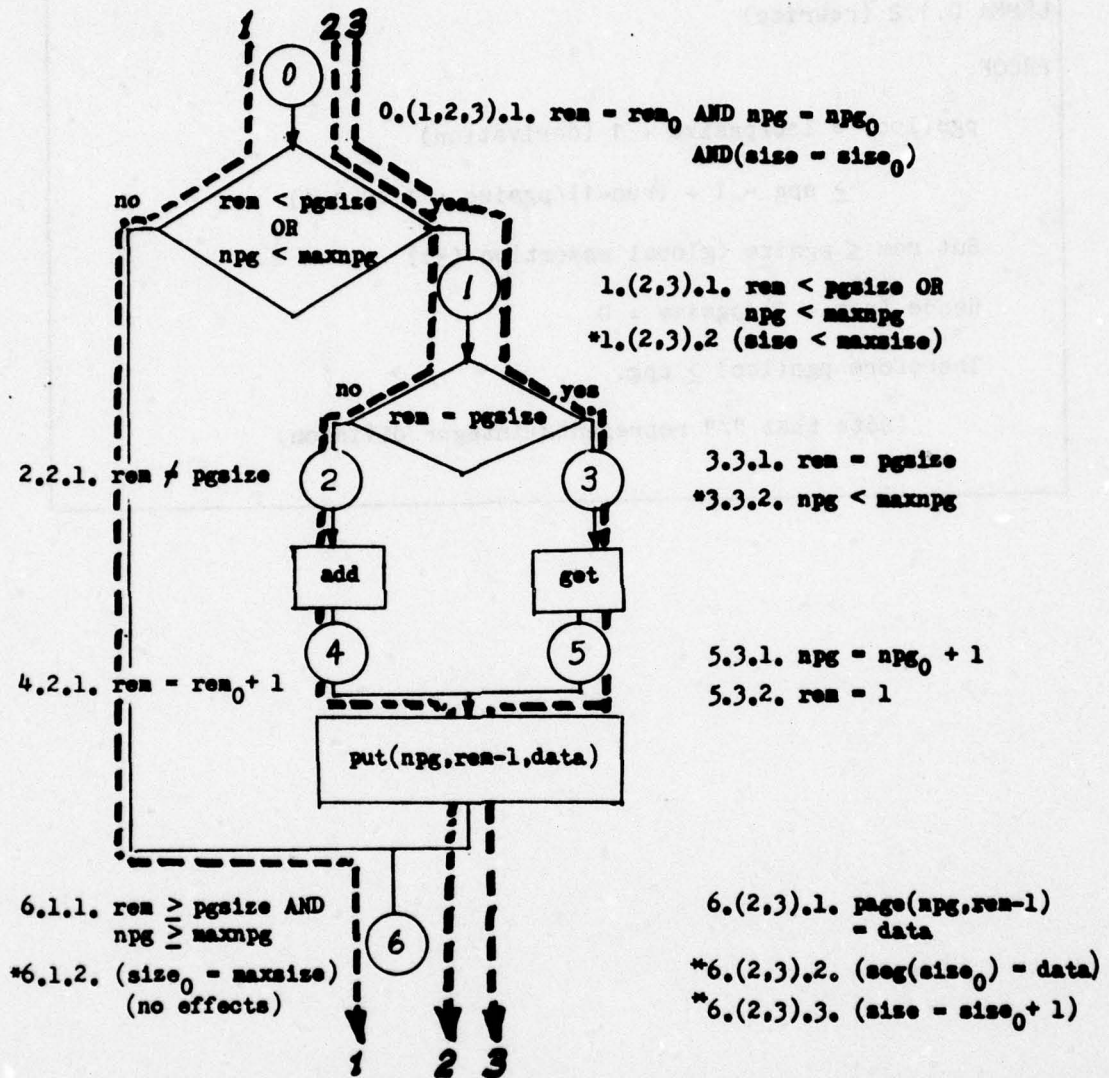 1 2 3
0
0.(1,2,3).1. rem = rem0 AND npg = npg0
AND(size = size0)
no
rem < pgsize
OR
npg < maxnpg
yes
1
1.(2,3).1. rem < pgsize OR
npg < maxnpg
*1.(2,3).2 (size < maxsize)
no
rem = pgsize
yes
2.2.1. rem ≠ pgsize
2
3
3.3.1. rem = pgsize
*3.3.2. npg < maxnpg
add
get
4
5
4.2.1. rem = rem0+ 1
5.3.1. npg = npg0 + 1
5.3.2. rem = 1
put(npg,rem-1,data)
6.1.1. rem ≥ pgsize AND
npg ≥ maxnpg
*6.1.2. (size0 = maxsize)
(no effects)
6
6.(2,3).1. page(npg,rem-1)
= data
*6.(2,3).2. (seg(size0) = data)
*6.(2,3).3. (size = size0+ 1)
1 2 3